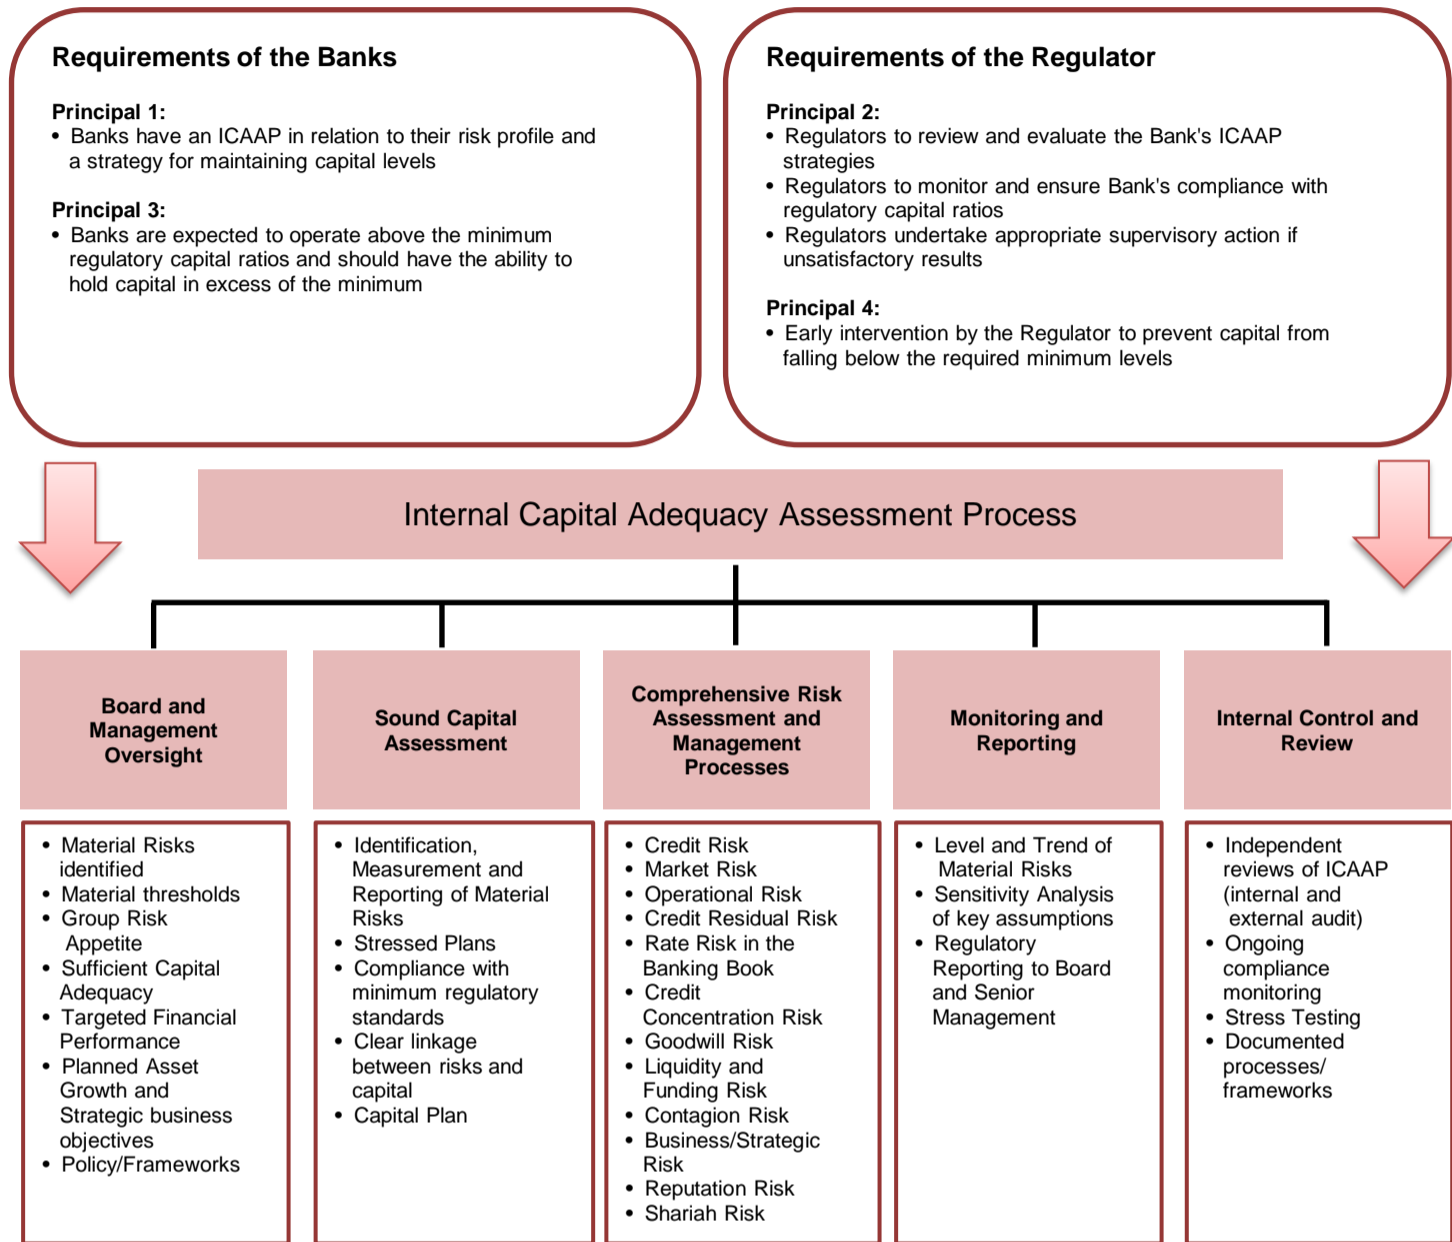 Requirements of the Banks
Principal 1:
• Banks have an ICAAP in relation to their risk profile and
a strategy for maintaining capital levels
Principal 3:
• Banks are expected to operate above the minimum
regulatory capital ratios and should have the ability to
hold capital in excess of the minimum
Requirements of the Regulator
Principal 2:
• Regulators to review and evaluate the Bank's ICAAP
strategies
• Regulators to monitor and ensure Bank's compliance with
regulatory capital ratios
• Regulators undertake appropriate supervisory action if
unsatisfactory results
Principal 4:
• Early intervention by the Regulator to prevent capital from
falling below the required minimum levels
Internal Capital Adequacy Assessment Process
Board and
Management
Oversight
• Material Risks
identified
• Material thresholds
• Group Risk
Appetite
• Sufficient Capital
Adequacy
• Targeted Financial
Performance
• Planned Asset
Growth and
Strategic business
objectives
• Policy/Frameworks
Sound Capital
Assessment
• Identification,
Measurement and
Reporting of Material
Risks
• Stressed Plans
• Compliance with
minimum regulatory
standards
• Clear linkage
between risks and
capital
• Capital Plan
Comprehensive Risk
Assessment and
Management
Processes
• Credit Risk
• Market Risk
• Operational Risk
• Credit Residual Risk
• Rate Risk in the
Banking Book
• Credit
Concentration Risk
• Goodwill Risk
• Liquidity and
Funding Risk
• Contagion Risk
• Business/Strategic
Risk
• Reputation Risk
• Shariah Risk
Monitoring and
Reporting
• Level and Trend of
Material Risks
• Sensitivity Analysis
of key assumptions
• Regulatory
Reporting to Board
and Senior
Management
Internal Control and
Review
• Independent
reviews of ICAAP
(internal and
external audit)
• Ongoing
compliance
monitoring
• Stress Testing
• Documented
processes/
frameworks